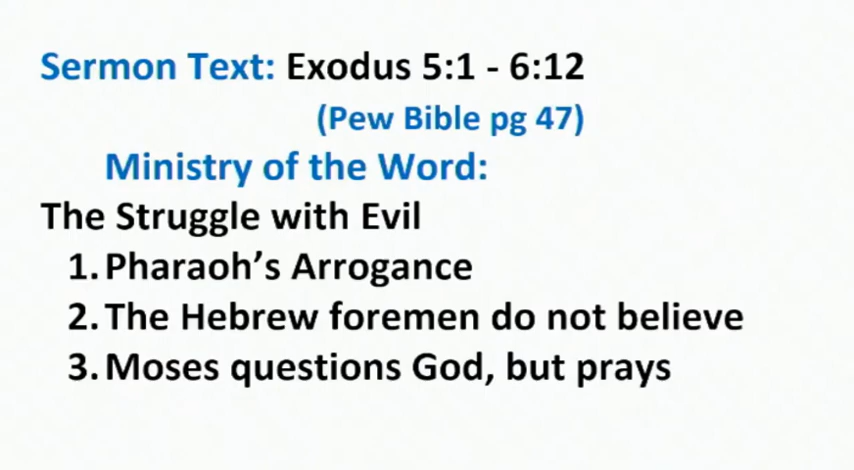 Sermon Text: Exodus 5:1 - 6:12
(Pew Bible pg 47)
Ministry of the Word:
The Struggle with Evil
1. Pharaoh’s Arrogance
2. The Hebrew foremen do not believe
3. Moses questions God, but prays